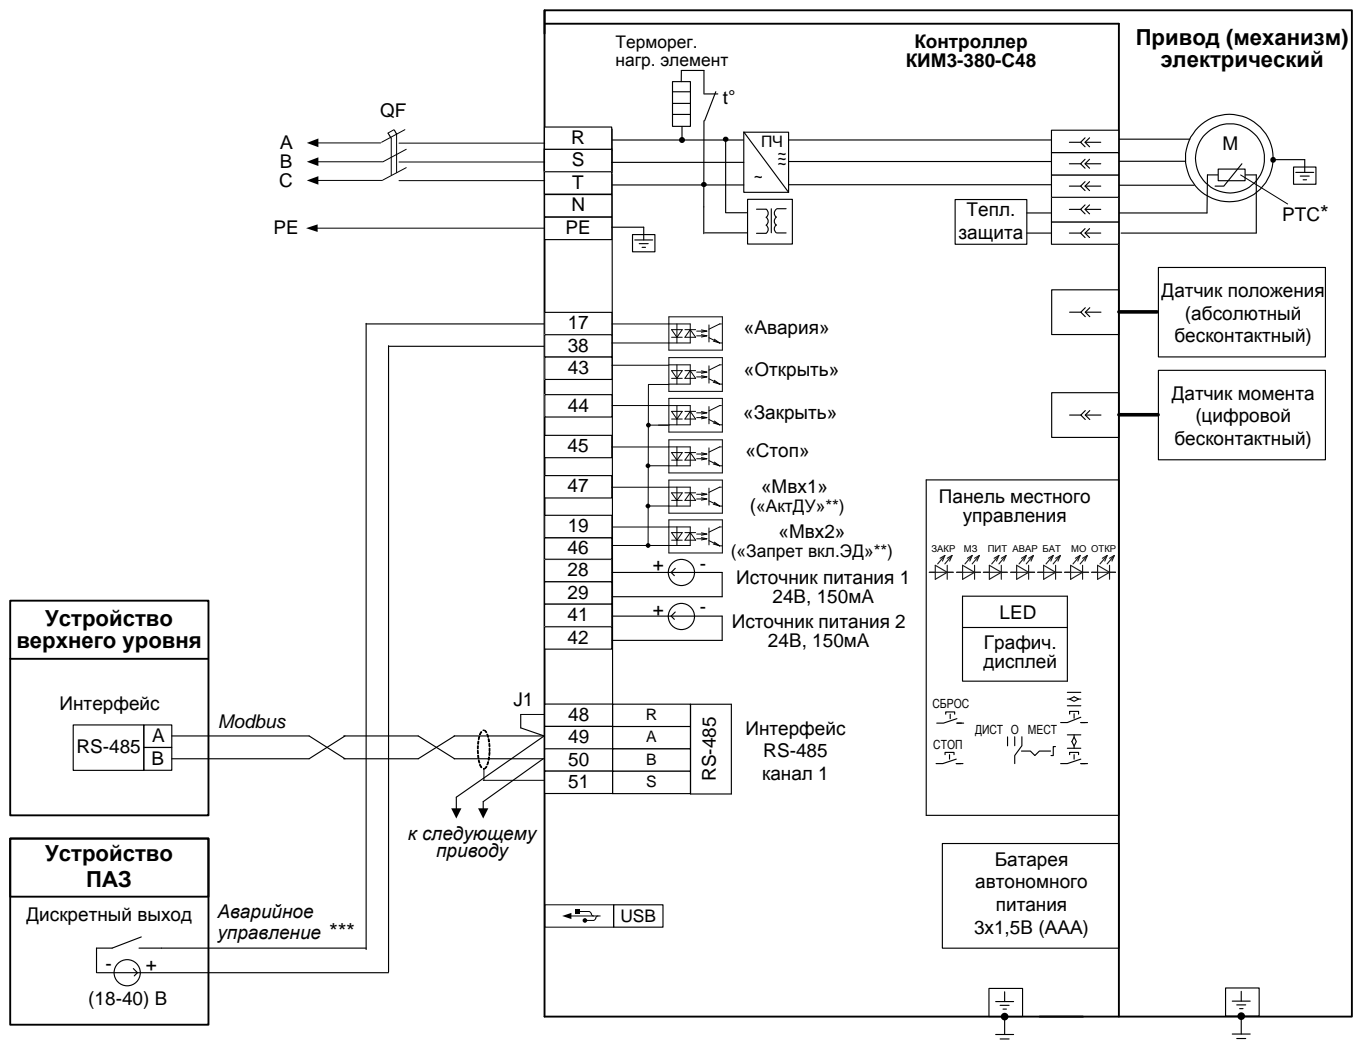 Контроллер
КИМ3-380-С48
Привод (механизм)
электрический
Терморег.
нагр. элемент
t°
QF
A
B
C
PE
R
S
T
N
PE
ПЧ
≈
~
Тепл.
защита
M
PTC*
Датчик положения
(абсолютный
бесконтактный)
Датчик момента
(цифровой
бесконтактный)
17
38
43
44
45
47
19
46
28
29
41
42
«Авария»
«Открыть»
«Закрыть»
«Стоп»
«Мвх1»
(«АктДУ»**)
«Мвх2»
(«Запрет вкл.ЭД»**)
+ -
Источник питания 1
24В, 150мА
+ -
Источник питания 2
24В, 150мА
Панель местного
управления
ЗАКР МЗ ПИТ АВАР БАТ МО ОТКР
LED
Графич.
дисплей
СБРОС
СТОП
ДИСТ О МЕСТ
Устройство
верхнего уровня
Интерфейс
RS-485
A
B
Modbus
J1
48 R
49 A
50 B
51 S
RS-485
Интерфейс
RS-485
канал 1
к следующему
приводу
Устройство
ПАЗ
Дискретный выход
- +
(18-40) В
Аварийное
управление ***
USB
Батарея
автономного
питания
3х1,5В (ААА)